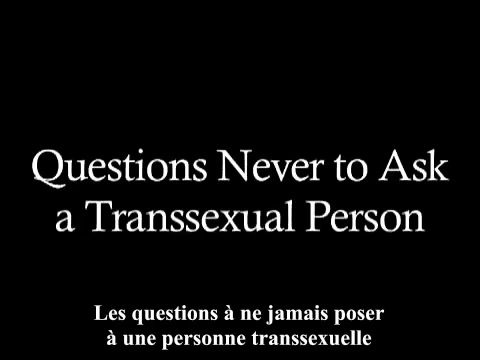 Questions Never to Ask
a Transsexual Person
Les questions à ne jamais poser
à une personne transsexuelle